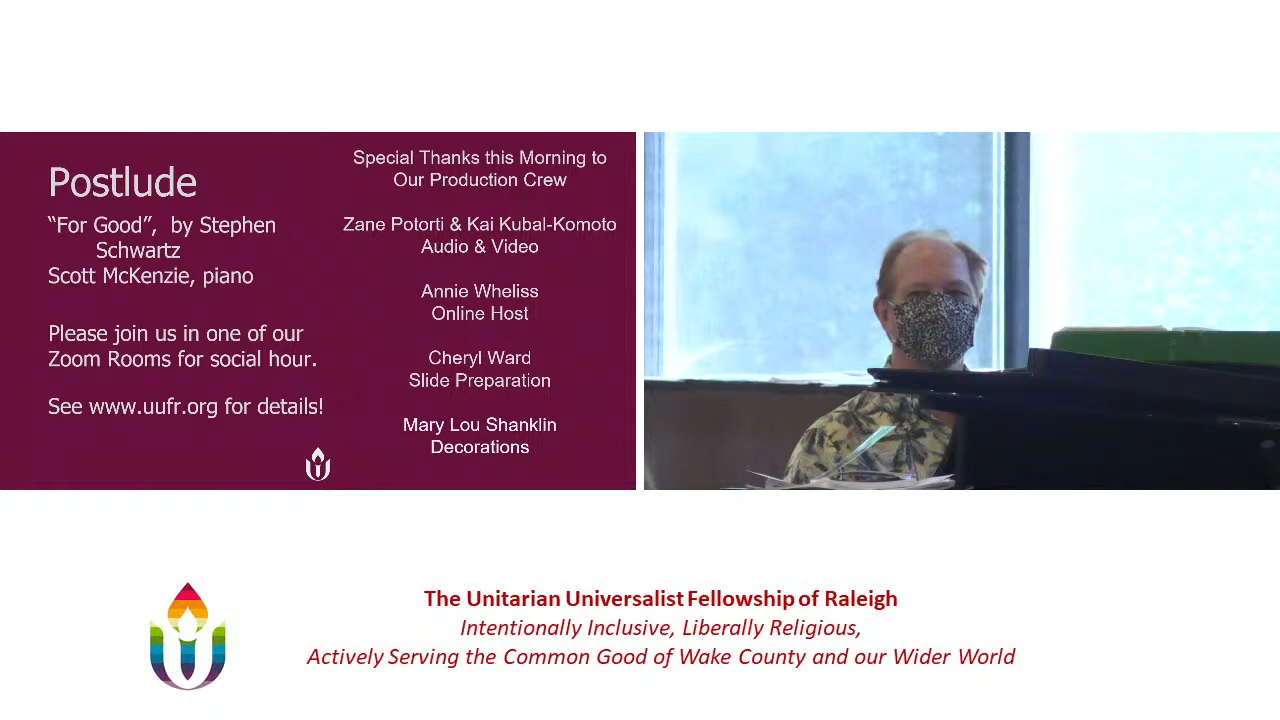 Postlude
“For Good”, by Stephen
Schwartz
Scott McKenzie, piano
Please join us in one of our
Zoom Rooms for social hour.
See www.uufr.org for details!
Special Thanks this Morning to
Our Production Crew
Zane Potorti & Kai Kubal-Komoto
Audio & Video
Annie Wheliss
Online Host
Cheryl Ward
Slide Preparation
Mary Lou Shanklin
Decorations
The Unitarian Universalist Fellowship of Raleigh
Intentionally Inclusive, Liberally Religious,
Actively Serving the Common Good of Wake County and our Wider World